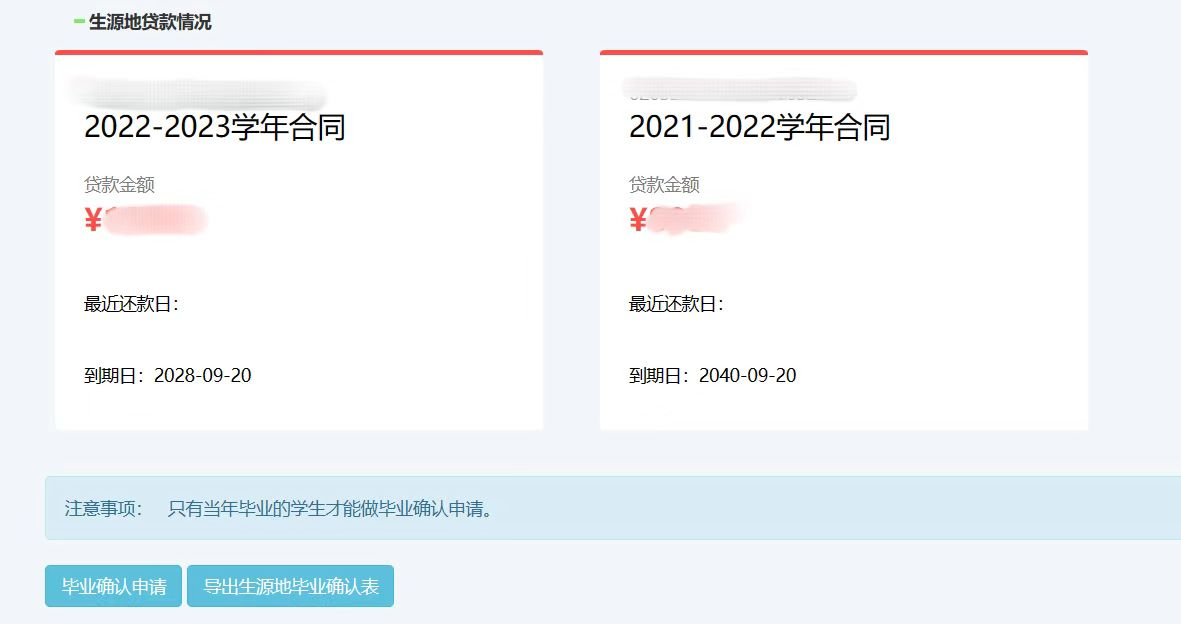 生源地贷款情况
2022-2023学年合同
贷款金额
¥
最近还款日：
到期日：2028-09-20
2021-2022学年合同
贷款金额
¥
最近还款日：
到期日：2040-09-20
注意事项： 只有当年毕业的学生才能做毕业确认申请。
毕业确认申请
导出生源地毕业确认表